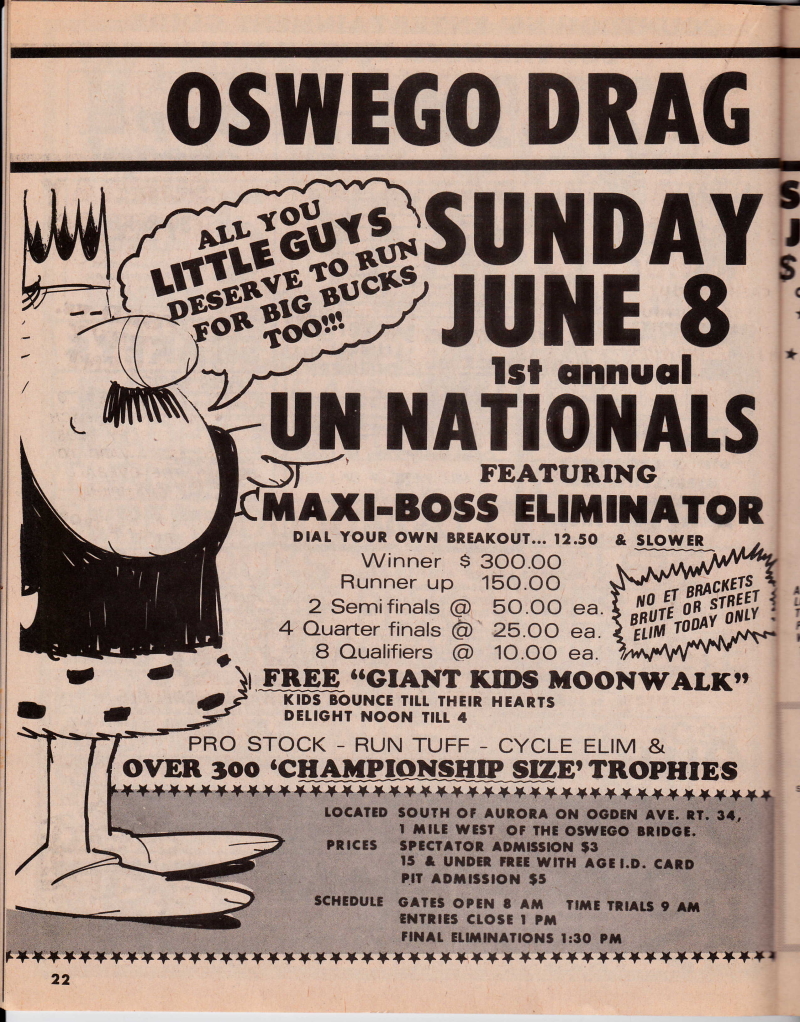 OSWEGO DRAG
ALL YOU
LITTLE GUYS
DESERVE TO RUN
FOR BIG BUCKS
TOO!!!
SUNDAY
JUNE 8
1st annual
UN NATIONALS
FEATURING
MAXI-BOSS ELIMINATOR
DIAL YOUR OWN BREAKOUT... 12.50 & SLOWER
Winner $ 300.00
Runner up 150.00
2 Semi finals @ 50.00 ea.
4 Quarter finals @ 25.00 ea.
8 Qualifiers @ 10.00 ea.
NO ET BRACKETS
BRUTE OR STREET
ELIM TODAY ONLY
FREE "GIANT KIDS MOONWALK"
KIDS BOUNCE TILL THEIR HEARTS
DELIGHT NOON TILL 4
PRO STOCK - RUN TUFF - CYCLE ELIM &
OVER 300 'CHAMPIONSHIP SIZE' TROPHIES
LOCATED SOUTH OF AURORA ON OGDEN AVE. RT. 34,
1 MILE WEST OF THE OSWEGO BRIDGE.
PRICES SPECTATOR ADMISSION $3
15 & UNDER FREE WITH AGE I.D. CARD
PIT ADMISSION $5
SCHEDULE GATES OPEN 8 AM TIME TRIALS 9 AM
ENTRIES CLOSE 1 PM
FINAL ELIMINATIONS 1:30 PM
22